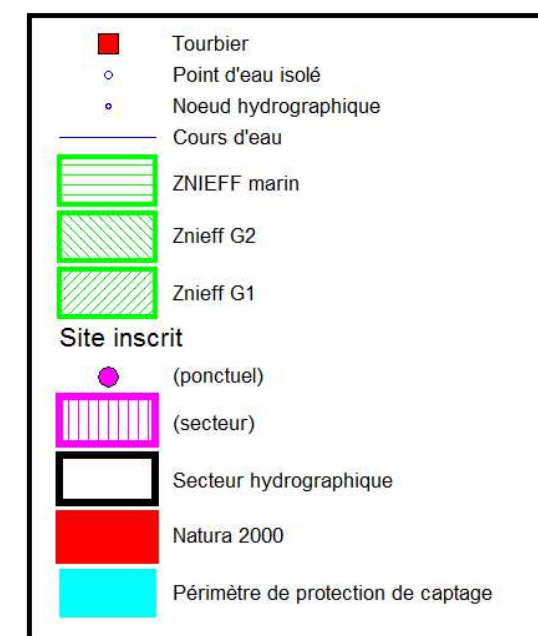 Tourbier
Point d'eau isolé
Noeud hydrographique
Cours d'eau
ZNIEFF marin
Znieff G2
Znieff G1
Site inscrit
(ponctuel)
(secteur)
Secteur hydrographique
Natura 2000
Périmètre de protection de captage